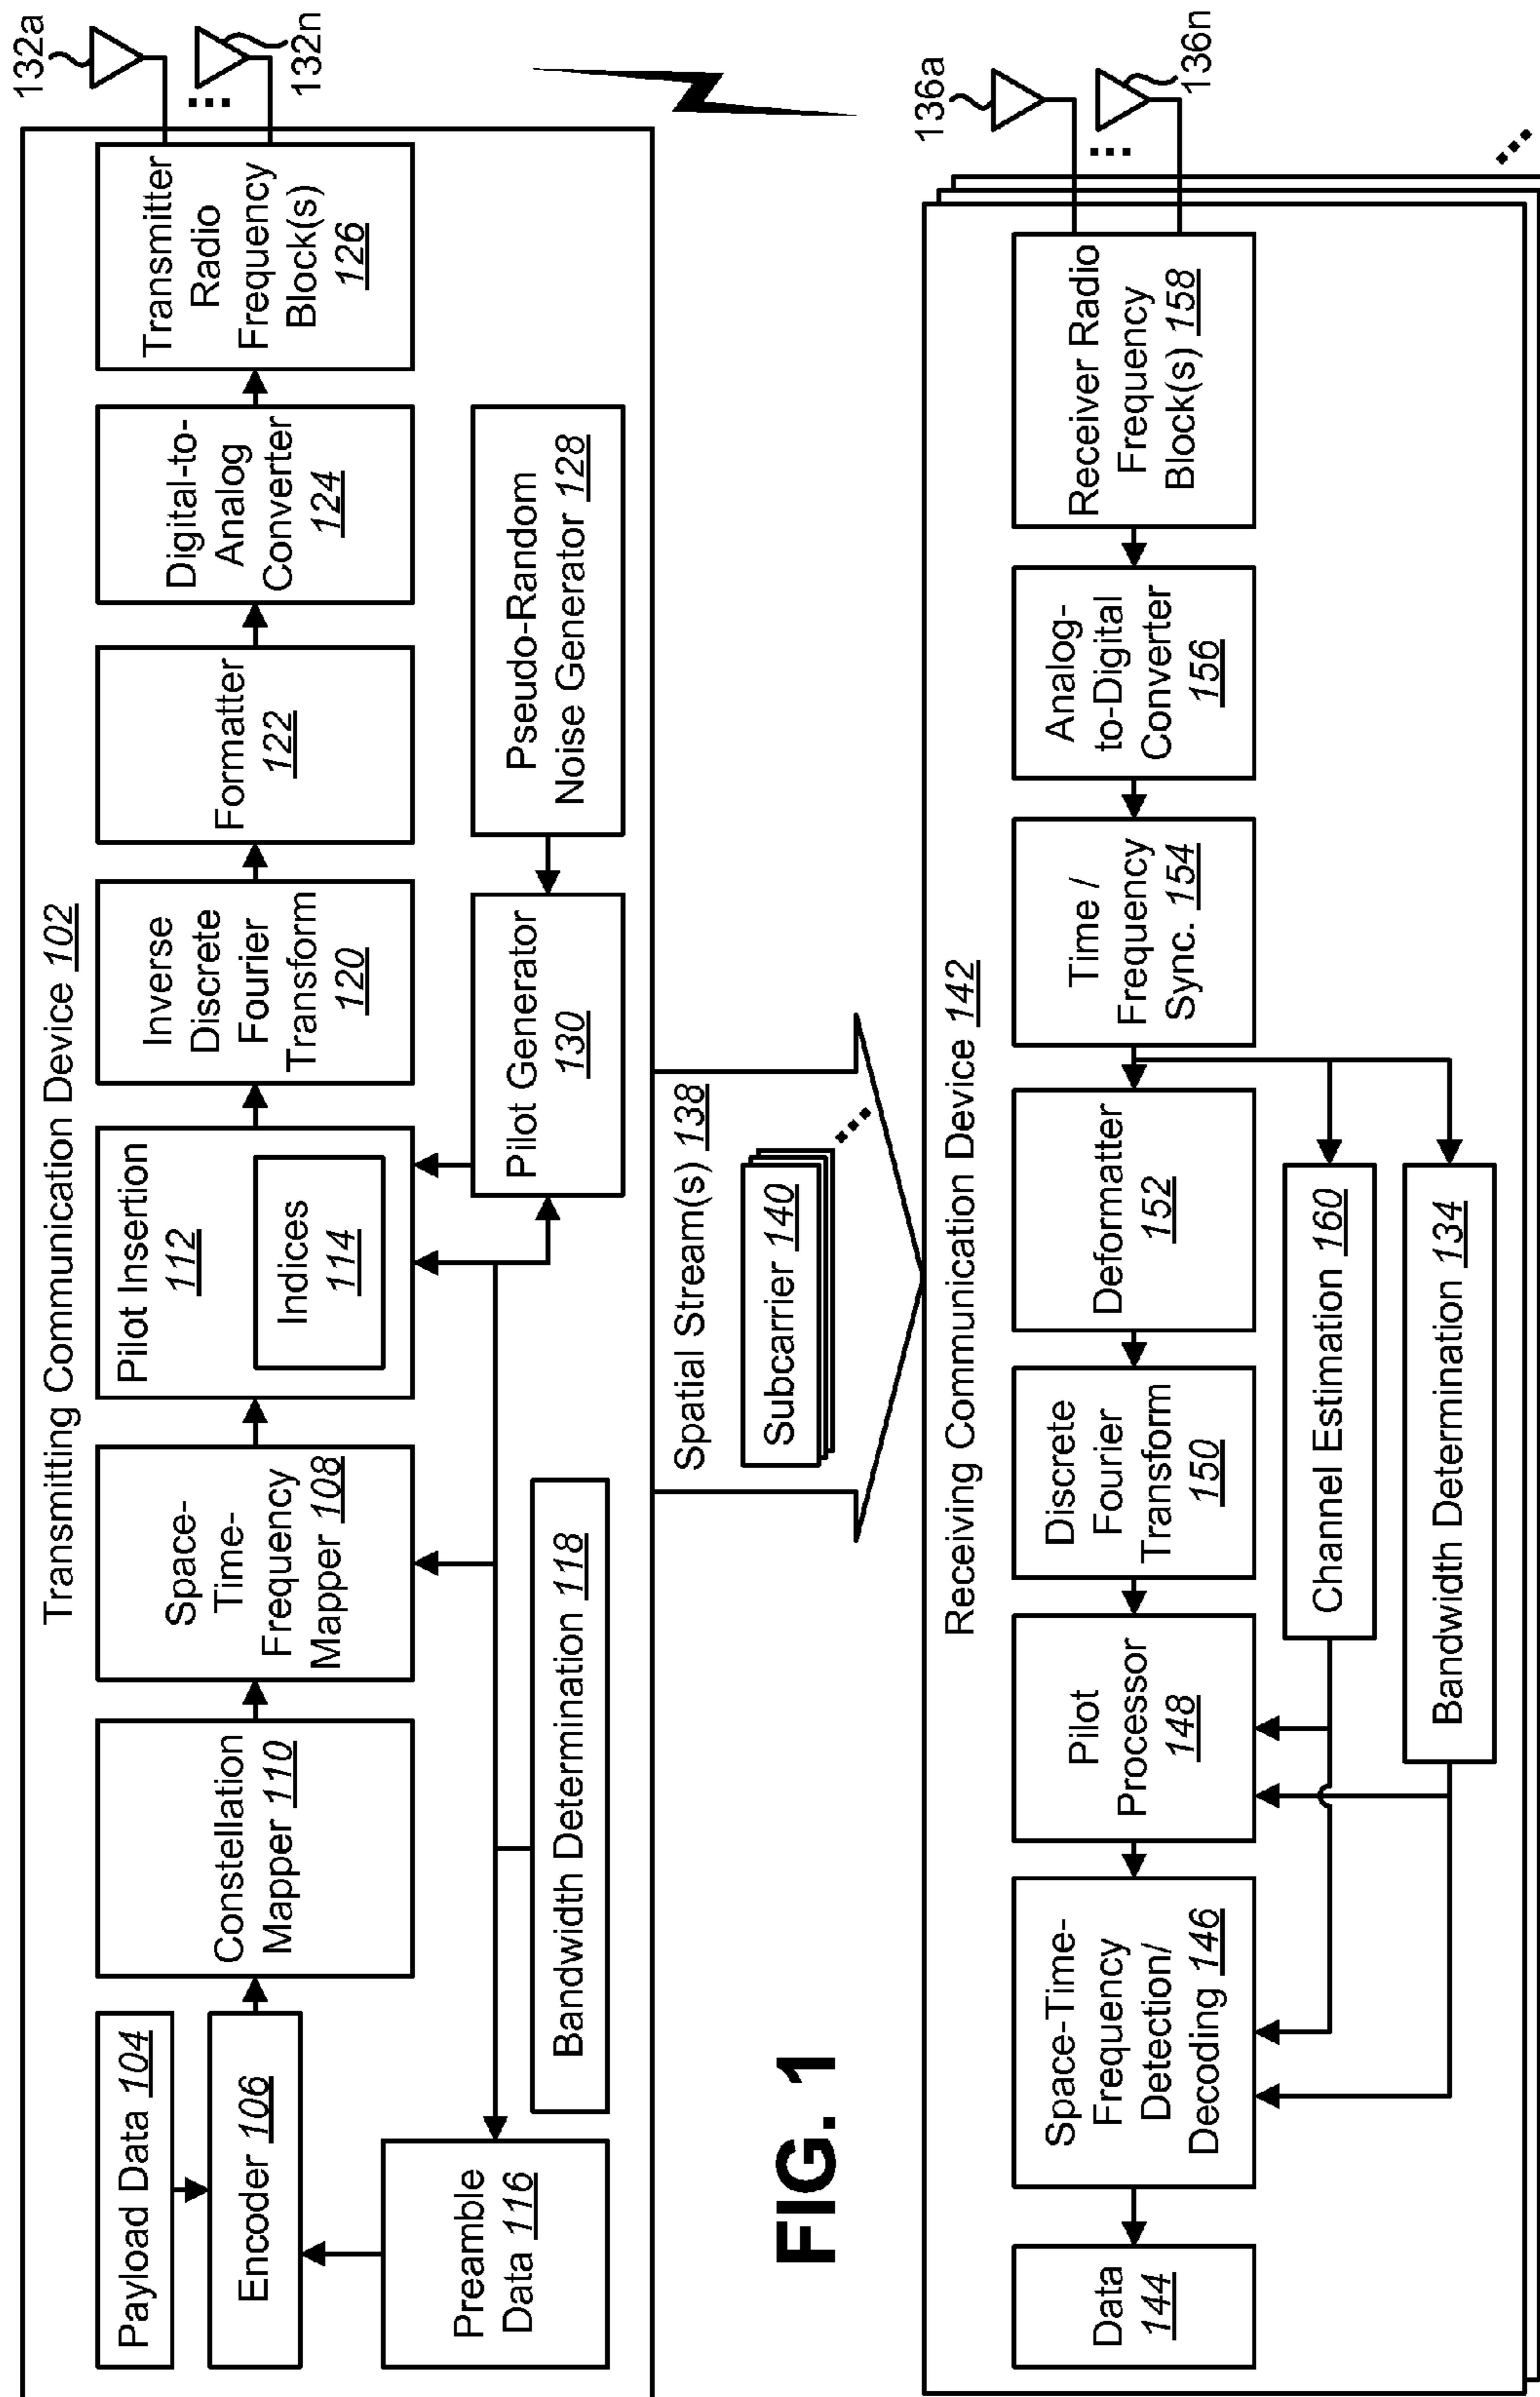 Transmitting Communication Device 102
Payload Data 104
Encoder 106
Preamble
Data 116
Constellation
Mapper 110
Space-
Time-
Frequency
Mapper 108
Pilot Insertion
112
Indices
114
Inverse
Discrete
Fourier
Transform
120
Formatter
122
Digital-to-
Analog
Converter
124
Transmitter
Radio
Frequency
Block(s)
126
132a
132n
Bandwidth Determination 118
Pilot Generator
130
Pseudo-Random
Noise Generator 128
Spatial Stream(s) 138
Subcarrier 140
FIG. 1
Receiving Communication Device 142
Data
144
Space-Time-
Frequency
Detection/
Decoding 146
Pilot
Processor
148
Discrete
Fourier
Transform
150
Deformatter
152
Time /
Frequency
Sync. 154
Analog-
to-Digital
Converter
156
Receiver Radio
Frequency
Block(s) 158
136a
136n
Channel Estimation 160
Bandwidth Determination 134